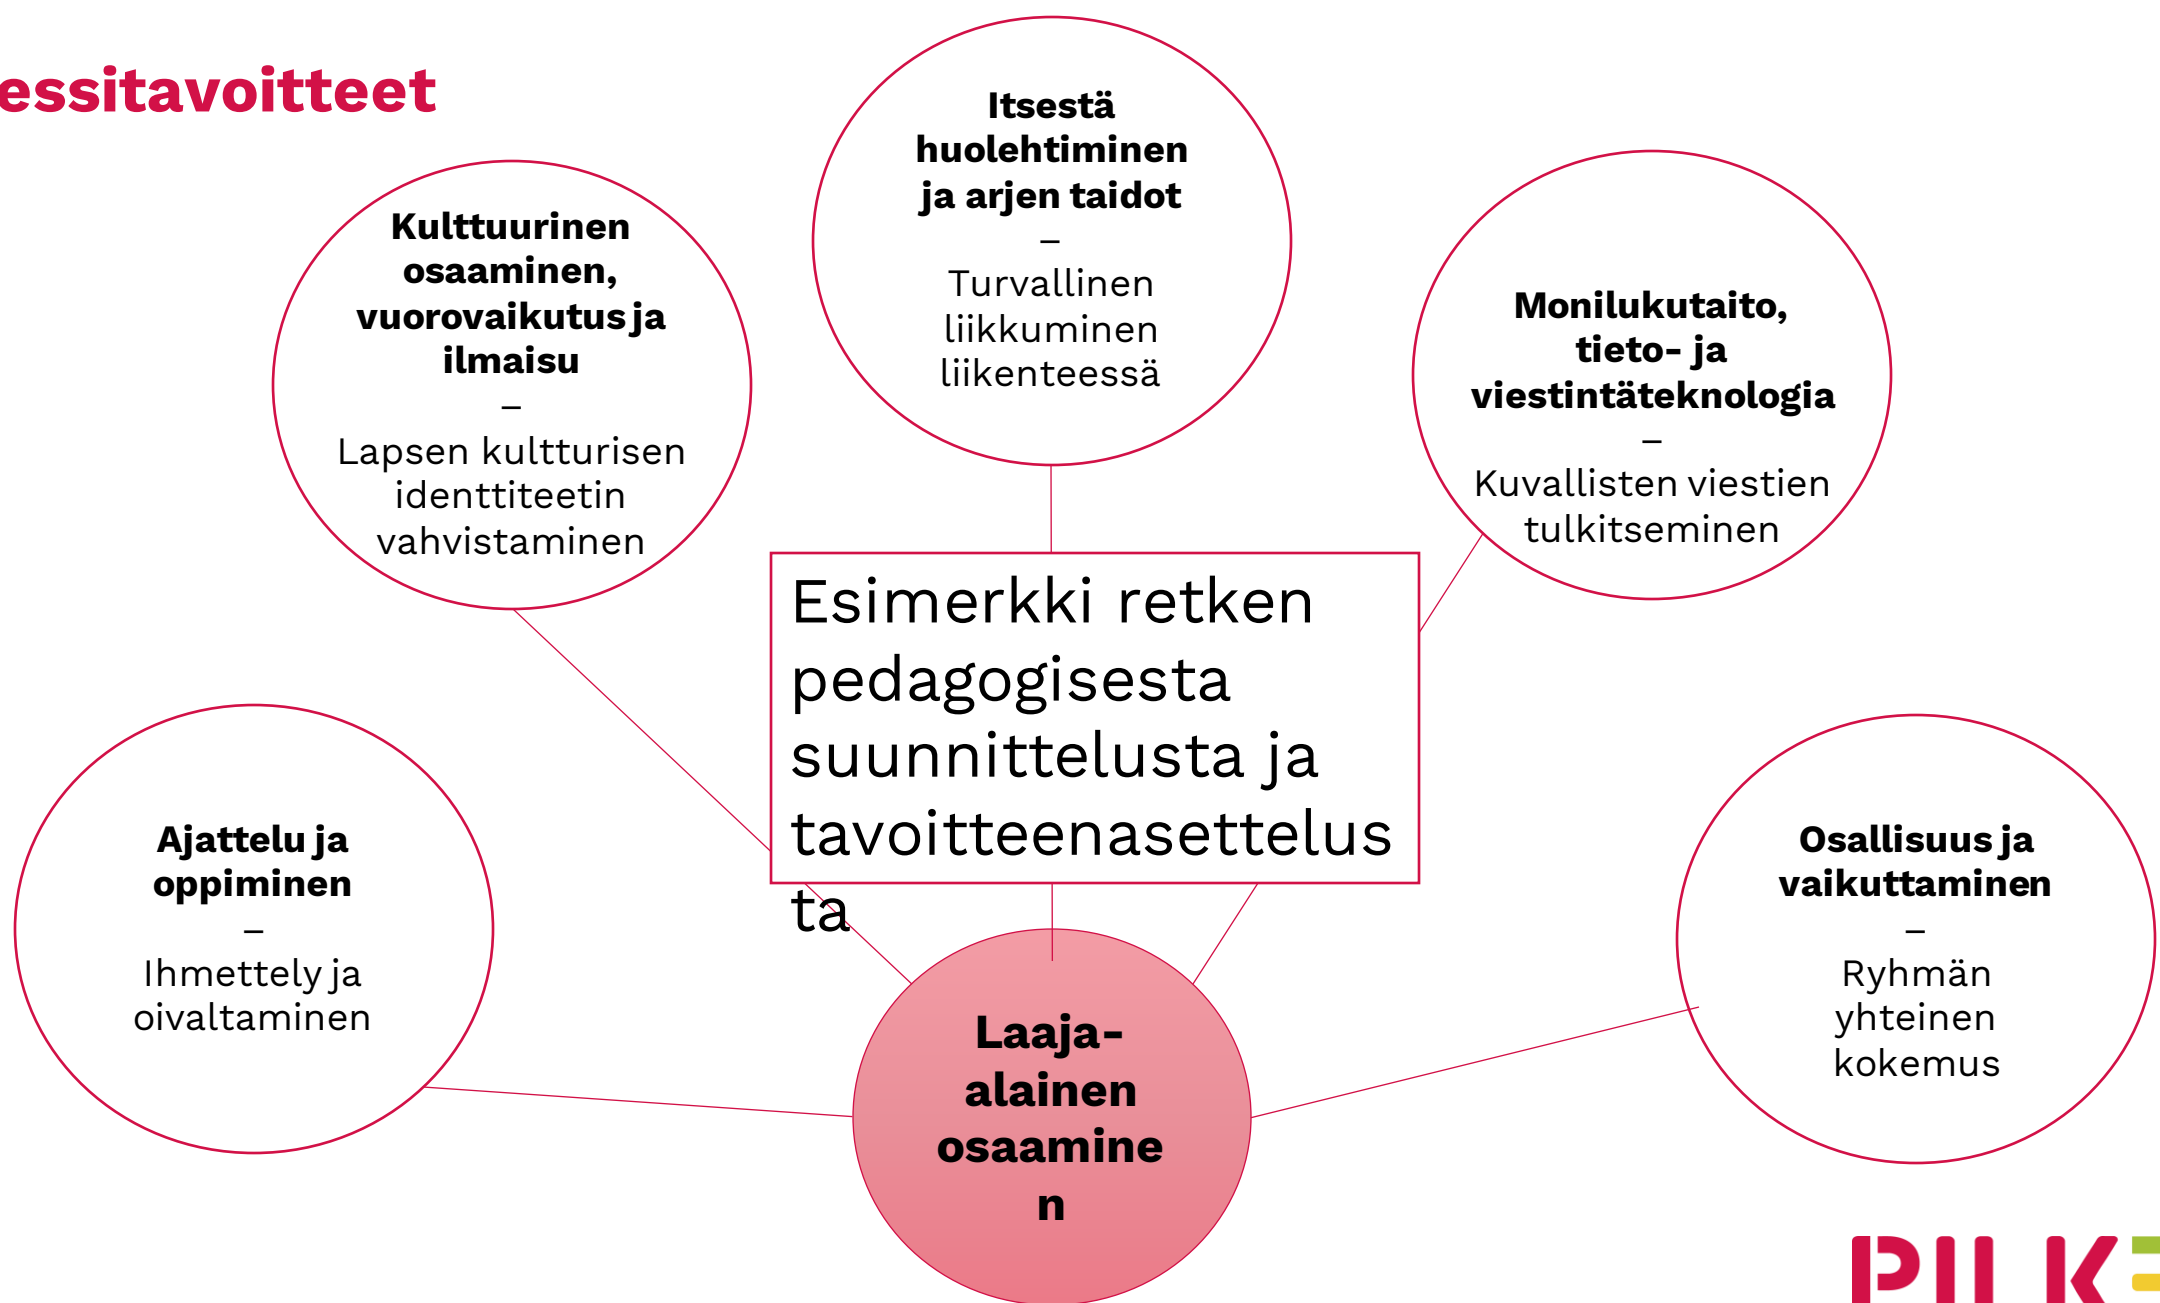 essitavoitteet
Itsestä
huolehtiminen
ja arjen taidot
–
Turvallinen
liikkuminen
liikenteessä
Kulttuurinen
osaaminen,
vuorovaikutus ja
ilmaisu
–
Lapsen kultturisen
identtiteetin
vahvistaminen
Monilukutaito,
tieto- ja
viestintäteknologia
–
Kuvallisten viestien
tulkitseminen
Esimerkki retken
pedagogisesta
suunnittelusta ja
tavoitteenasettelus
ta
Ajattelu ja
oppiminen
–
Ihmettely ja
oivaltaminen
Osallisuus ja
vaikuttaminen
–
Ryhmän
yhteinen
kokemus
Laaja-
alainen
osaamine
n
PILKE